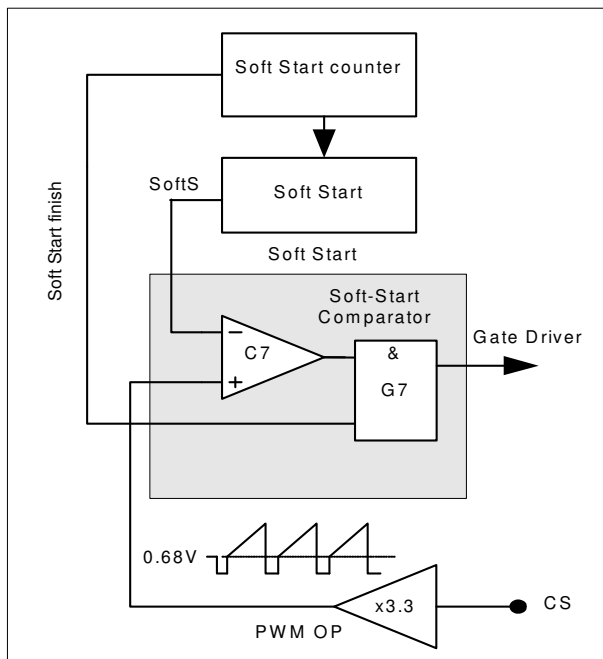 Soft Start counter
Soft Start finish
SoftS
Soft Start
Soft Start
Soft-Start
Comparator
Gate Driver
−
C7
+
&
G7
0.68V
x3.3
CS
PWM OP